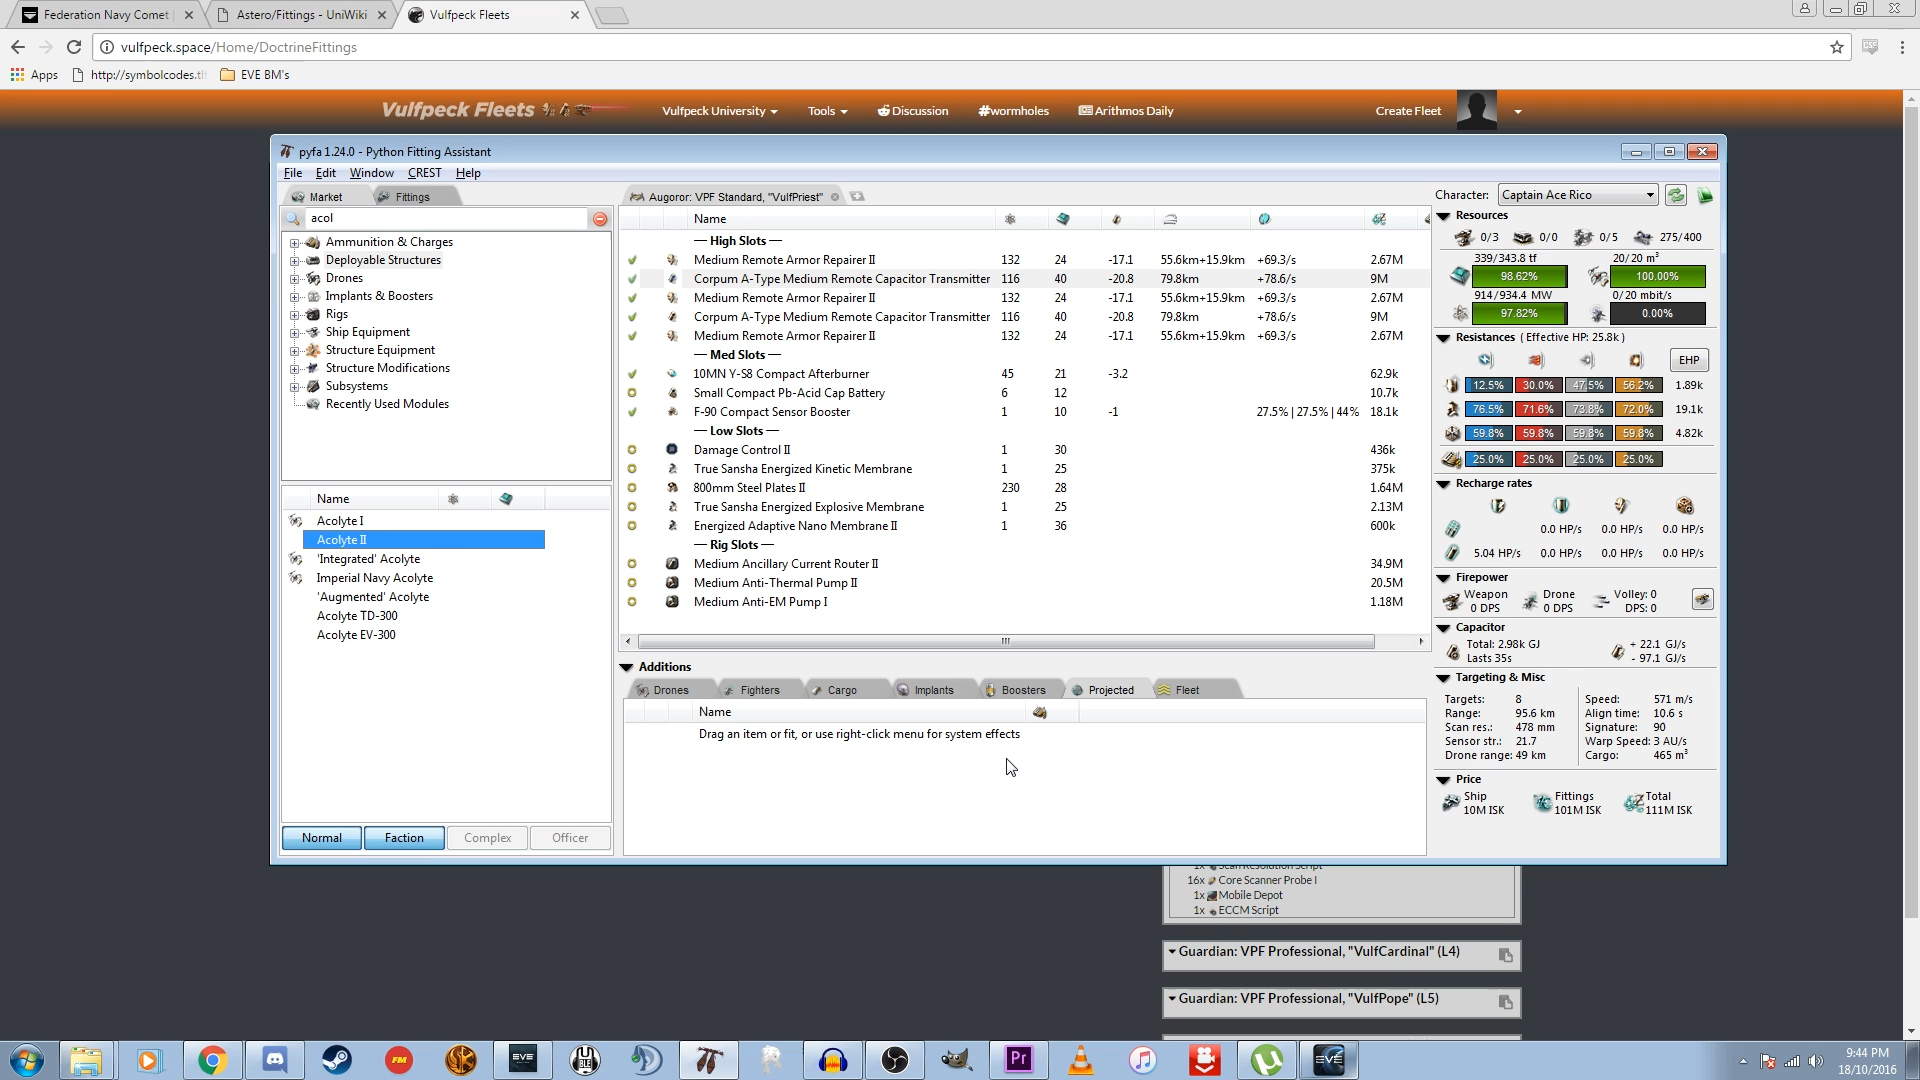 Federation Navy Comet
Astero/Fittings - UniWiki
Vulfpeck Fleets
vulfpeck.space/Home/DoctrineFittings
Apps
http://symbolcodes.tl
EVE BM's
Vulfpeck Fleets
Vulfpeck University
Tools
Discussion
#wormholes
Arithmos Daily
Create Fleet
pyfa 1.24.0 - Python Fitting Assistant
File Edit Window CREST Help
Market
Fittings
acol
Ammunition & Charges
Deployable Structures
Drones
Implants & Boosters
Rigs
Ship Equipment
Structure Equipment
Structure Modifications
Subsystems
Recently Used Modules
Name
Acolyte I
Acolyte II
'Integrated' Acolyte
Imperial Navy Acolyte
'Augmented' Acolyte
Acolyte TD-300
Acolyte EV-300
Normal Faction Complex Officer
Augoror: VPF Standard, "VulfPriest"
Name
— High Slots —
Medium Remote Armor Repairer II 132 24 -17.1 55.6km+15.9km +69.3/s 2.67M
Corpum A-Type Medium Remote Capacitor Transmitter 116 40 -20.8 79.8km +78.6/s 9M
Medium Remote Armor Repairer II 132 24 -17.1 55.6km+15.9km +69.3/s 2.67M
Corpum A-Type Medium Remote Capacitor Transmitter 116 40 -20.8 79.8km +78.6/s 9M
Medium Remote Armor Repairer II 132 24 -17.1 55.6km+15.9km +69.3/s 2.67M
— Med Slots —
10MN Y-S8 Compact Afterburner 45 21 -3.2 62.9k
Small Compact Pb-Acid Cap Battery 6 12 10.7k
F-90 Compact Sensor Booster 1 10 -1 27.5% | 27.5% | 44% 18.1k
— Low Slots —
Damage Control II 1 30 436k
True Sansha Energized Kinetic Membrane 1 25 375k
800mm Steel Plates II 230 28 1.64M
True Sansha Energized Explosive Membrane 1 25 2.13M
Energized Adaptive Nano Membrane II 1 36 600k
— Rig Slots —
Medium Ancillary Current Router II 34.9M
Medium Anti-Thermal Pump II 20.5M
Medium Anti-EM Pump I 1.18M
Additions
Drones Fighters Cargo Implants Boosters Projected Fleet
Name
Drag an item or fit, or use right-click menu for system effects
Character: Captain Ace Rico
Resources
0/3 0/0 0/5 275/400
339/343.8 tf 20/20 m³
98.62% 100.00%
914/934.4 MW 0/20 mbit/s
97.82% 0.00%
Resistances (Effective HP: 25.8k)
EHP
12.5% 30.0% 47.5% 56.2% 1.89k
76.5% 71.6% 73.8% 72.0% 19.1k
59.8% 59.8% 59.8% 59.8% 4.82k
25.0% 25.0% 25.0% 25.0%
Recharge rates
0.0 HP/s 0.0 HP/s 0.0 HP/s
5.04 HP/s 0.0 HP/s 0.0 HP/s 0.0 HP/s
Firepower
Weapon Drone Volley: 0
0 DPS 0 DPS DPS: 0
Capacitor
Total: 2.98k GJ + 22.1 GJ/s
Lasts 35s - 97.1 GJ/s
Targeting & Misc
Targets: 8 Speed: 571 m/s
Range: 95.6 km Align time: 10.6 s
Scan res.: 478 mm Signature: 90
Sensor str.: 21.7 Warp Speed: 3 AU/s
Drone range: 49 km Cargo: 465 m³
Price
Ship Fittings Total
10M ISK 101M ISK 111M ISK
1x Scan Resolution Script
16x Core Scanner Probe I
1x Mobile Depot
1x ECCM Script
Guardian: VPF Professional, "VulfCardinal" (L4)
Guardian: VPF Professional, "VulfPope" (L5)
9:44 PM
18/10/2016